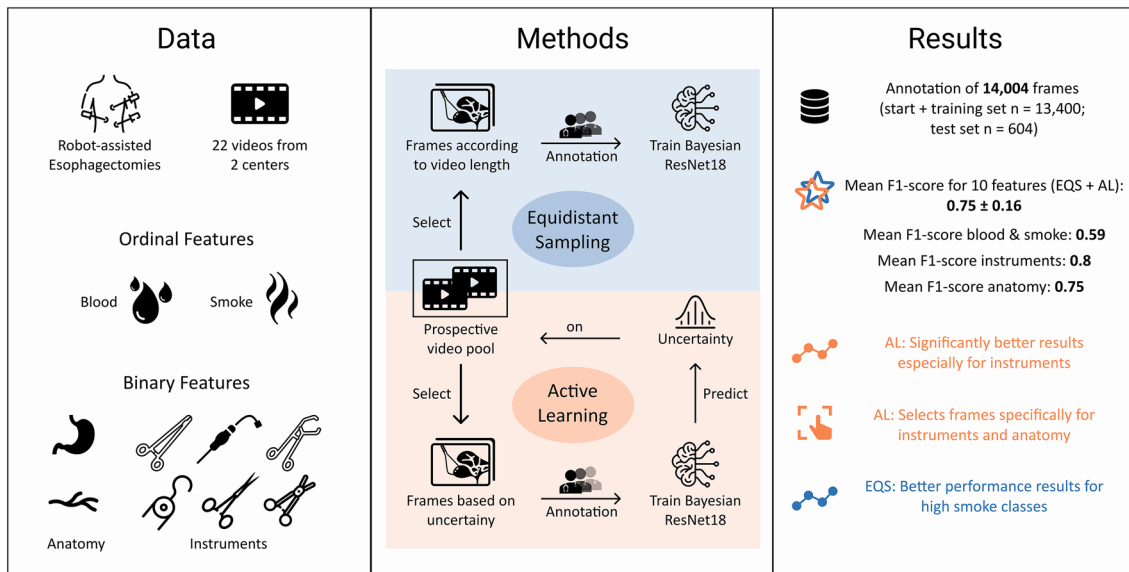 Data
Robot-assisted
Esophagectomies
22 videos from
2 centers
Ordinal Features
Blood
Smoke
Binary Features
Anatomy
Instruments
Methods
Frames according
to video length
Annotation
Train Bayesian
ResNet18
Select
Equidistant
Sampling
Prospective
video pool
on
Uncertainty
Select
Active
Learning
Predict
Frames based on
uncertainy
Annotation
Train Bayesian
ResNet18
Results
Annotation of 14,004 frames
(start + training set n = 13,400;
test set n = 604)
Mean F1-score for 10 features (EQS + AL):
0.75 ± 0.16
Mean F1-score blood & smoke: 0.59
Mean F1-score instruments: 0.8
Mean F1-score anatomy: 0.75
AL: Significantly better results
especially for instruments
AL: Selects frames specifically for
instruments and anatomy
EQS: Better performance results for
high smoke classes